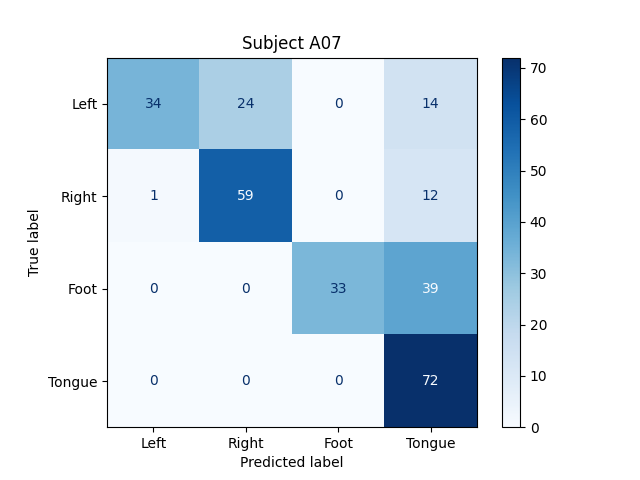 Subject A07
True label
Left 34 24 0 14
Right 1 59 0 12
Foot 0 0 33 39
Tongue 0 0 0 72
Left Right Foot Tongue
Predicted label
70
60
50
40
30
20
10
0